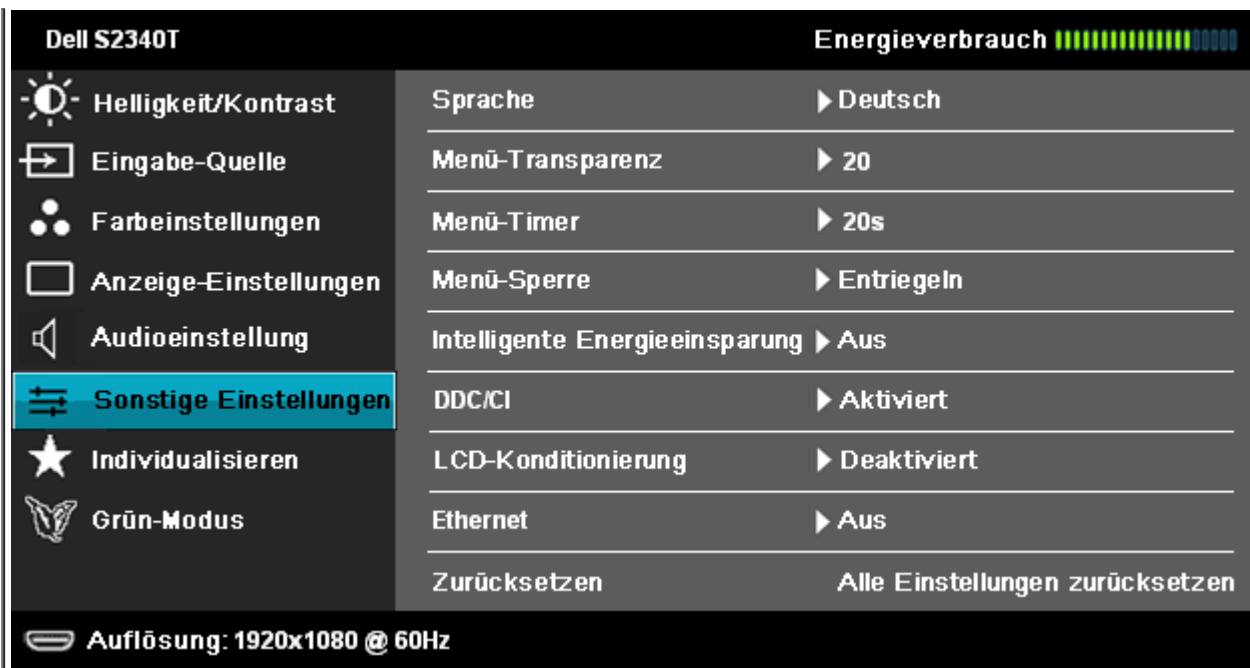 Dell S2340T Energieverbrauch
Helligkeit/Kontrast
Eingabe-Quelle
Farbeinstellungen
Anzeige-Einstellungen
Audioeinstellung
Sonstige Einstellungen
Individualisieren
Grün-Modus
Sprache Deutsch
Menü-Transparenz 20
Menü-Timer 20s
Menü-Sperre Entriegeln
Intelligente Energieeinsparung Aus
DDC/CI Aktiviert
LCD-Konditionierung Deaktiviert
Ethernet Aus
Zurücksetzen Alle Einstellungen zurücksetzen
Auflösung: 1920x1080 @ 60Hz